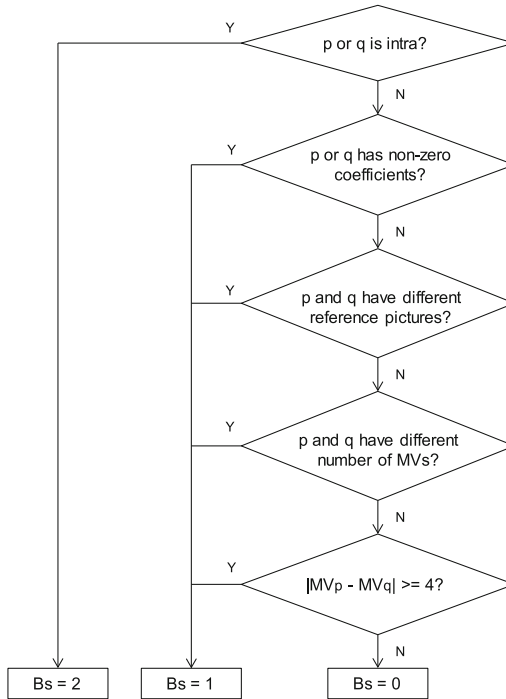 Y
p or q is intra?
N
Y
p or q has non-zero
coefficients?
N
Y
p and q have different
reference pictures?
N
Y
p and q have different
number of MVs?
N
Y
|MVp - MVq| >= 4?
N
Bs = 2
Bs = 1
Bs = 0